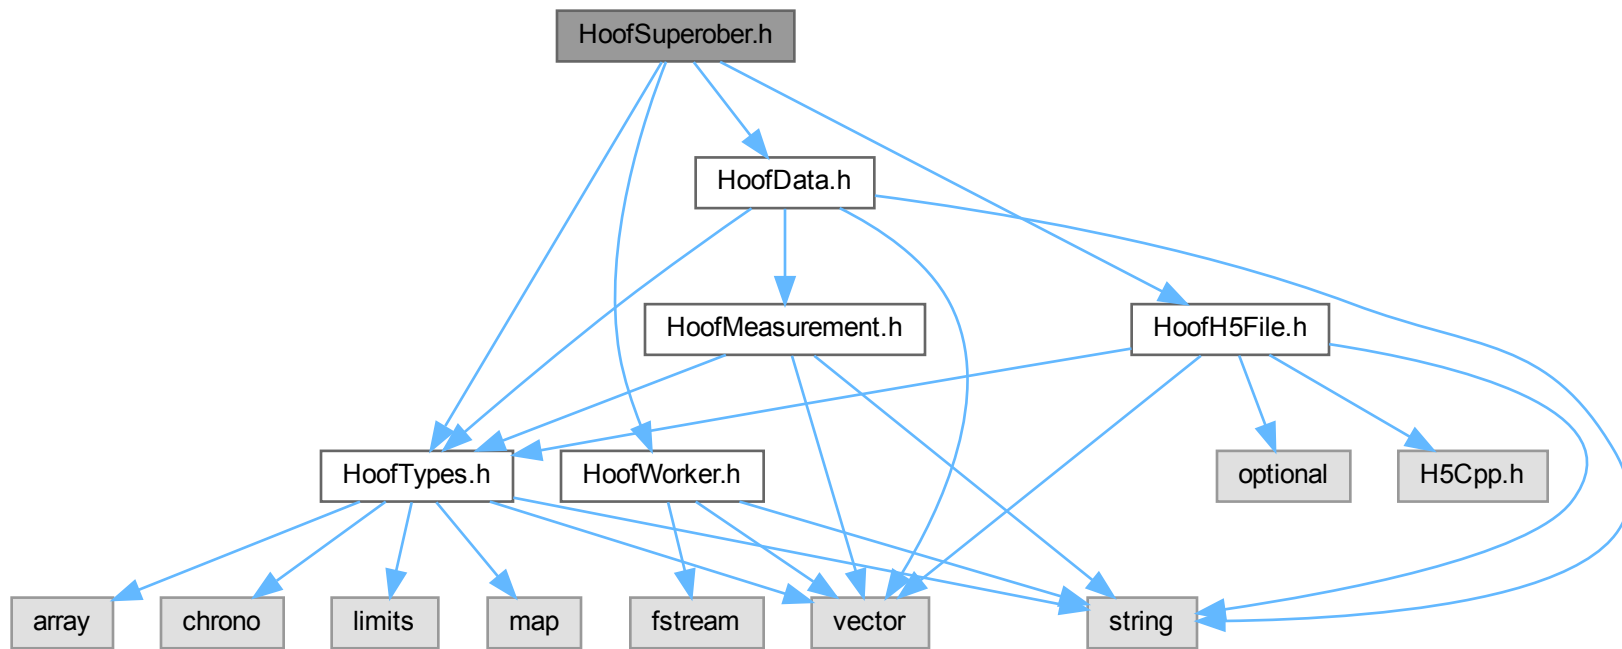 HoofSuperober.h
HoofData.h
HoofMeasurement.h
HoofH5File.h
HoofTypes.h
HoofWorker.h
optional
H5Cpp.h
array
chrono
limits
map
fstream
vector
string